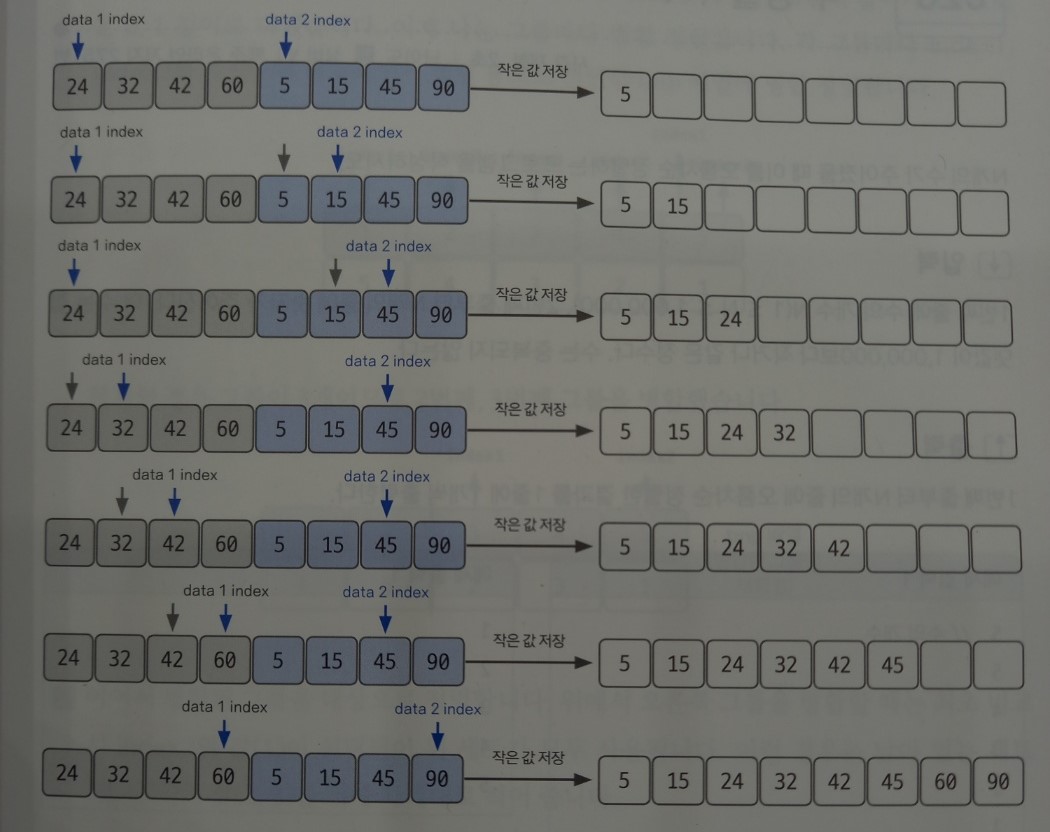 data 1 index data 2 index
24 32 42 60 5 15 45 90 작은 값 저장 5
data 1 index data 2 index
24 32 42 60 5 15 45 90 작은 값 저장 5 15
data 1 index data 2 index
24 32 42 60 5 15 45 90 작은 값 저장 5 15 24
data 1 index data 2 index
24 32 42 60 5 15 45 90 작은 값 저장 5 15 24 32
data 1 index data 2 index
24 32 42 60 5 15 45 90 작은 값 저장 5 15 24 32 42
data 1 index data 2 index
24 32 42 60 5 15 45 90 작은 값 저장 5 15 24 32 42 45
data 1 index data 2 index
24 32 42 60 5 15 45 90 작은 값 저장 5 15 24 32 42 45 60 90